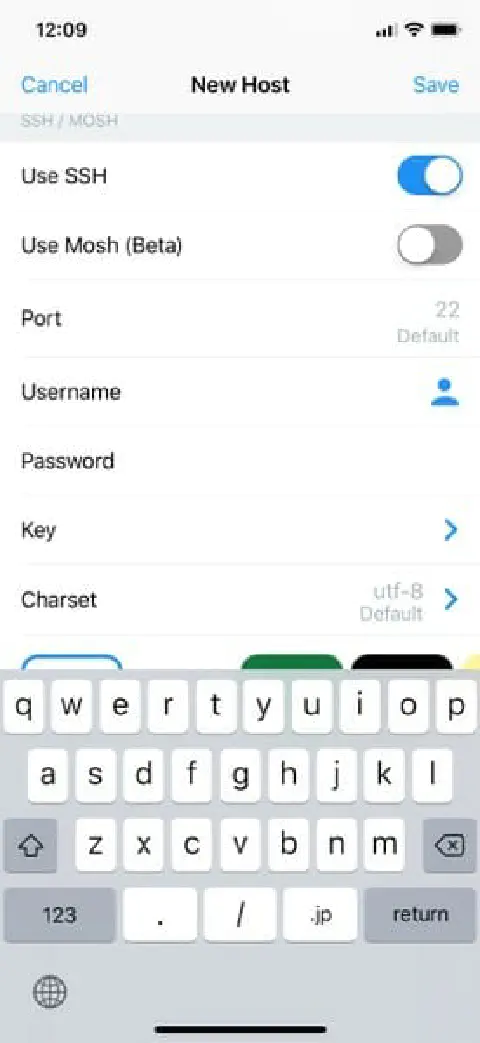 12:09
Cancel New Host Save
SSH / MOSH
Use SSH
Use Mosh (Beta)
Port 22
Default
Username
Password
Key
Charset utf-8
Default
q w e r t y u i o p
a s d f g h j k l
z x c v b n m
123 . / .jp return